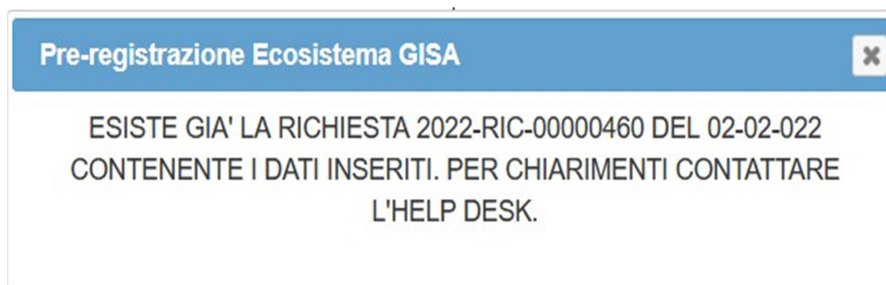 Pre-registrazione Ecosistema GISA
ESISTE GIA' LA RICHIESTA 2022-RIC-00000460 DEL 02-02-022
CONTENENTE I DATI INSERITI. PER CHIARIMENTI CONTATTARE
L'HELP DESK.